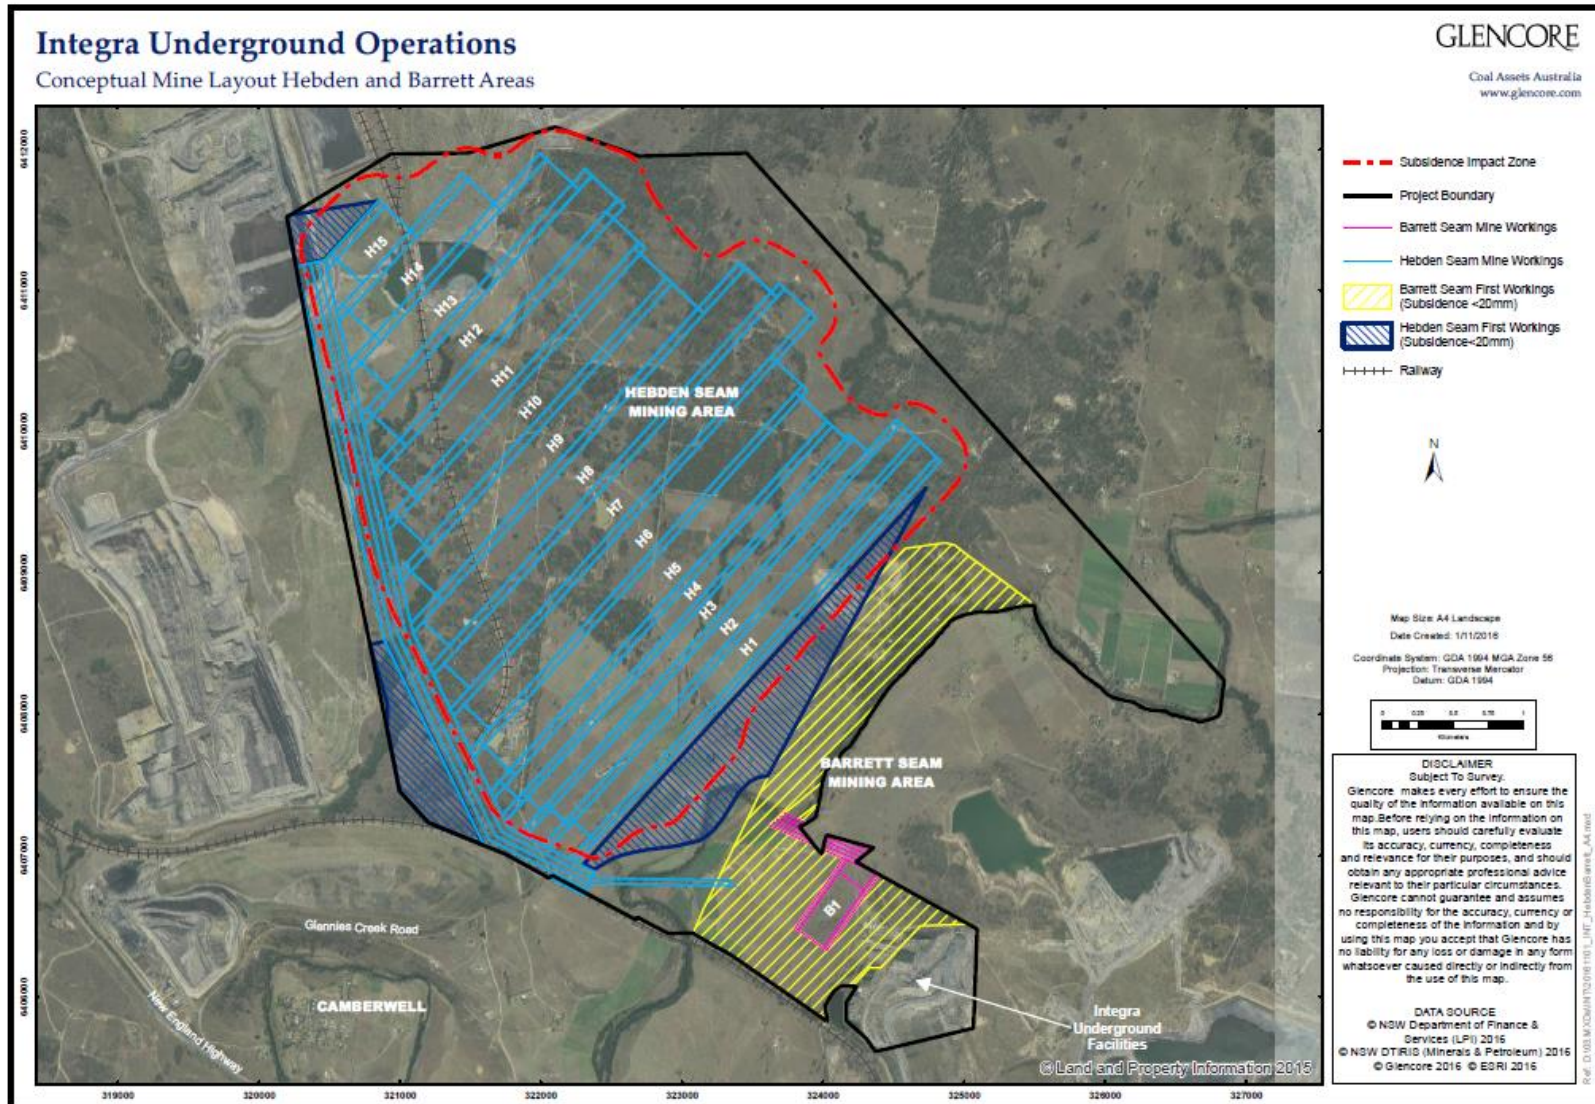 Integra Underground Operations
Conceptual Mine Layout Hebden and Barrett Areas
GLENCORE
Coal Assets Australia
www.glencore.com
6412000
6411000
6410000
6409000
6408000
6407000
6406000
319000
320000
321000
322000
323000
324000
325000
326000
327000
H15
H14
H13
H12
H11
H10
H9
H8
H7
H6
H5
H4
H3
H2
H1
HEBDEN SEAM
MINING AREA
BARRETT SEAM
MINING AREA
B1
Glennies Creek Road
CAMBERWELL
New England Highway
Integra
Underground
Facilities
© Land and Property Information 2015
Subsidence Impact Zone
Project Boundary
Barrett Seam Mine Workings
Hebden Seam Mine Workings
Barrett Seam First Workings
(Subsidence <20mm)
Hebden Seam First Workings
(Subsidence<20mm)
Railway
N
Map Size: A4 Landscape
Date Created: 1/11/2016
Coordinate System: GDA 1994 MGA Zone 56
Projection: Transverse Mercator
Datum: GDA 1994
0 0.25 0.5 0.75 1
Kilometers
DISCLAIMER
Subject To Survey.
Glencore makes every effort to ensure the
quality of the information available on this
map.Before relying on the information on
this map, users should carefully evaluate
its accuracy, currency, completeness
and relevance for their purposes, and should
obtain any appropriate professional advice
relevant to their particular circumstances.
Glencore cannot guarantee and assumes
no responsibility for the accuracy, currency or
completeness of the information and by
using this map you accept that Glencore has
no liability for any loss or damage in any form
whatsoever caused directly or indirectly from
the use of this map.
DATA SOURCE
© NSW Department of Finance &
Services (LPI) 2016
© NSW DTIRIS (Minerals & Petroleum) 2016
© Glencore 2016 © ESRI 2016